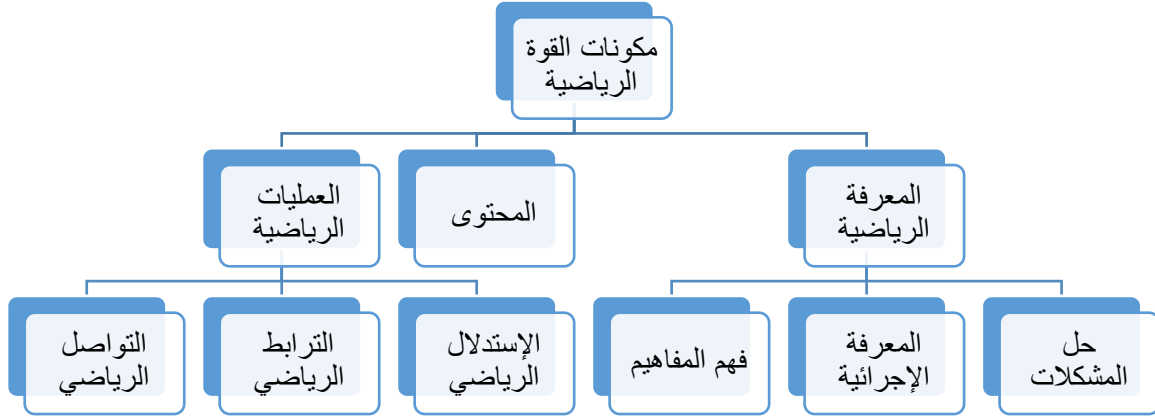 مكونات القوة
الرياضية
المعرفة
الرياضية
المحتوى
العمليات
الرياضية
حل
المشكلات
المعرفة
الإجرائية
فهم المفاهيم
الإستدلال
الرياضي
الترابط
الرياضي
التواصل
الرياضي